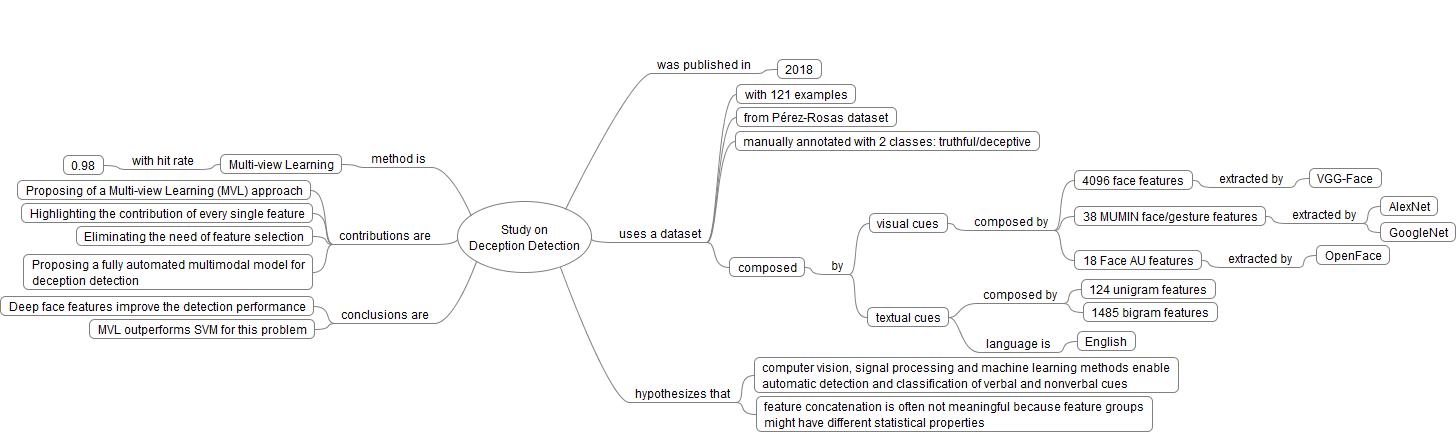 Study on
Deception Detection
was published in
2018
uses a dataset
with 121 examples
from Pérez-Rosas dataset
manually annotated with 2 classes: truthful/deceptive
composed
by
visual cues
composed by
4096 face features
extracted by
VGG-Face
38 MUMIN face/gesture features
extracted by
AlexNet
GoogleNet
18 Face AU features
extracted by
OpenFace
textual cues
composed by
124 unigram features
1485 bigram features
language is
English
hypothesizes that
computer vision, signal processing and machine learning methods enable
automatic detection and classification of verbal and nonverbal cues
feature concatenation is often not meaningful because feature groups
might have different statistical properties
method is
Multi-view Learning
with hit rate
0.98
contributions are
Proposing of a Multi-view Learning (MVL) approach
Highlighting the contribution of every single feature
Eliminating the need of feature selection
Proposing a fully automated multimodal model for
deception detection
conclusions are
Deep face features improve the detection performance
MVL outperforms SVM for this problem